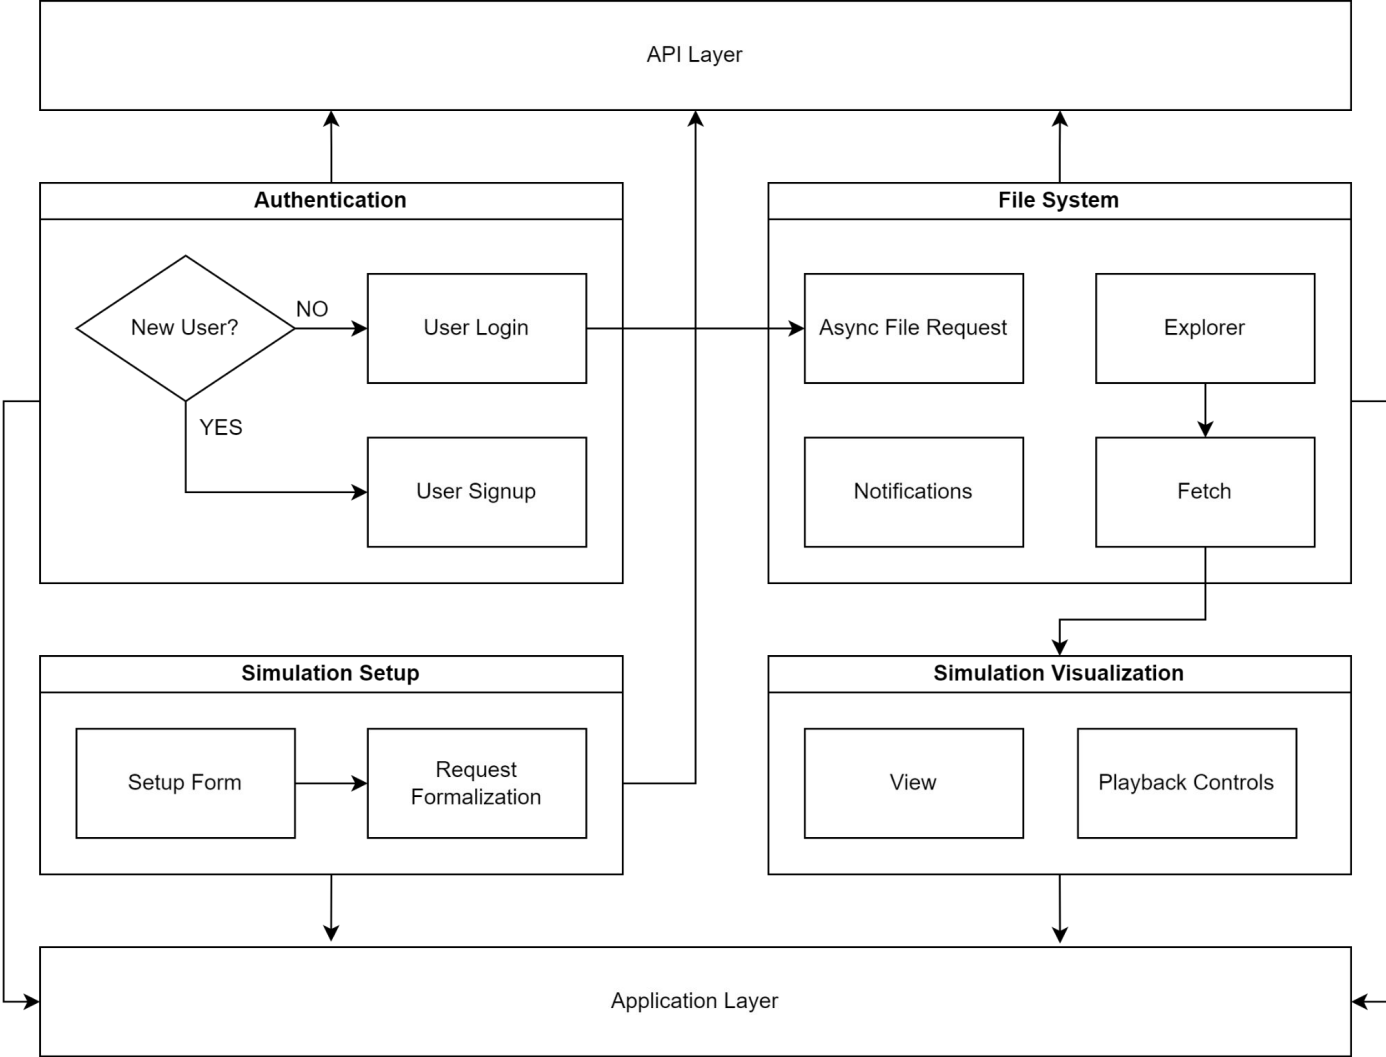 API Layer
Authentication
New User?
NO
YES
User Login
User Signup
File System
Async File Request
Explorer
Notifications
Fetch
Simulation Setup
Setup Form
Request
Formalization
Simulation Visualization
View
Playback Controls
Application Layer